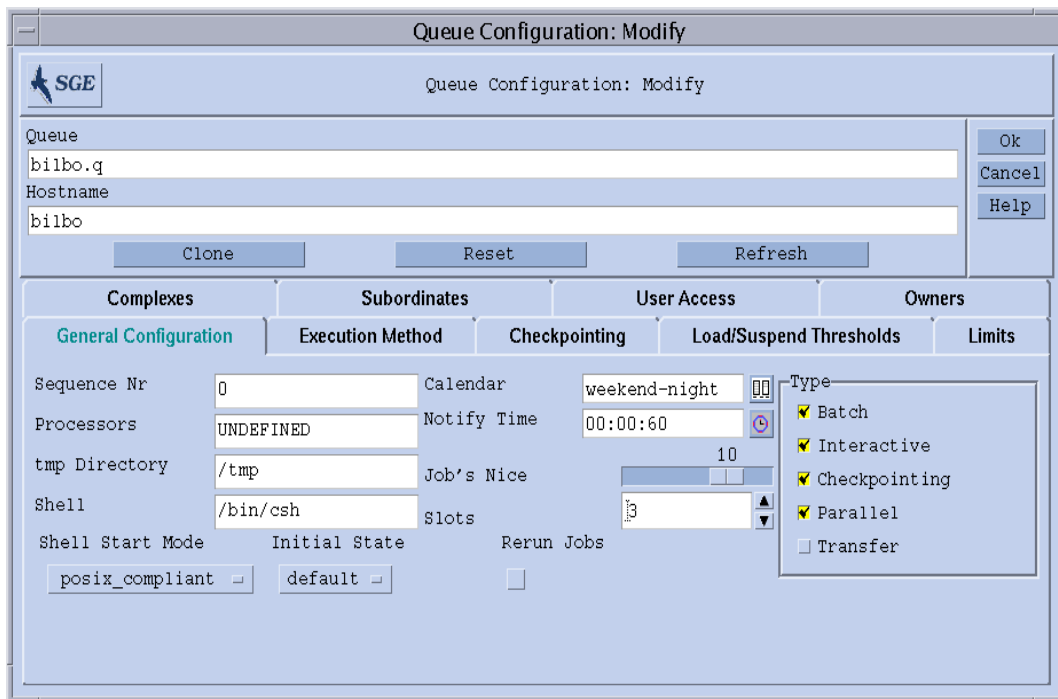 Queue Configuration: Modify
SGE
Queue Configuration: Modify
Queue
bilbo.q
Hostname
bilbo
Clone Reset Refresh
Ok
Cancel
Help
Complexes Subordinates User Access Owners
General Configuration Execution Method Checkpointing Load/Suspend Thresholds Limits
Sequence Nr 0
Processors UNDEFINED
tmp Directory /tmp
Shell /bin/csh
Shell Start Mode Initial State Rerun Jobs
posix_compliant default
Calendar weekend-night
Notify Time 00:00:60
Job's Nice 10
Slots 3
Type
Batch
Interactive
Checkpointing
Parallel
Transfer